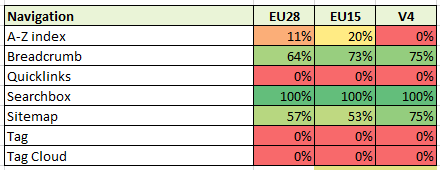 Navigation EU28 EU15 V4
A-Z index 11% 20% 0%
Breadcrumb 64% 73% 75%
Quicklinks 0% 0% 0%
Searchbox 100% 100% 100%
Sitemap 57% 53% 75%
Tag 0% 0% 0%
Tag Cloud 0% 0% 0%